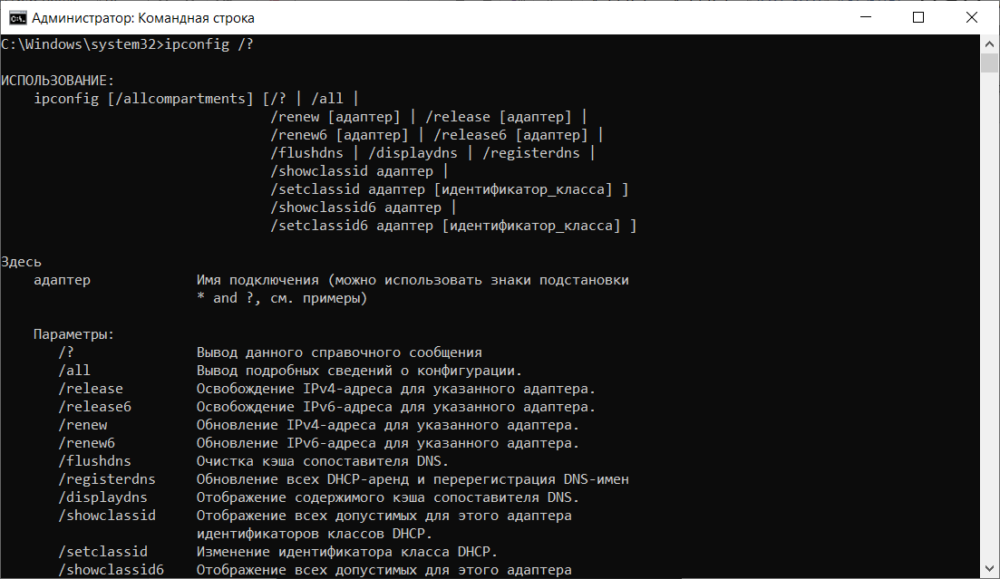 Администратор: Командная строка
C:\Windows\system32>ipconfig /?
ИСПОЛЬЗОВАНИЕ:
ipconfig [/allcompartments] [/? | /all |
/renew [адаптер] | /release [адаптер] |
/renew6 [адаптер] | /release6 [адаптер] |
/flushdns | /displaydns | /registerdns |
/showclassid адаптер |
/setclassid адаптер [идентификатор_класса] ]
/showclassid6 адаптер |
/setclassid6 адаптер [идентификатор_класса] ]
Здесь
адаптер Имя подключения (можно использовать знаки подстановки
* and ?, см. примеры)
Параметры:
/? Вывод данного справочного сообщения
/all Вывод подробных сведений о конфигурации.
/release Освобождение IPv4-адреса для указанного адаптера.
/release6 Освобождение IPv6-адреса для указанного адаптера.
/renew Обновление IPv4-адреса для указанного адаптера.
/renew6 Обновление IPv6-адреса для указанного адаптера.
/flushdns Очистка кэша сопоставителя DNS.
/registerdns Обновление всех DHCP-аренд и перерегистрация DNS-имен
/displaydns Отображение содержимого кэша сопоставителя DNS.
/showclassid Отображение всех допустимых для этого адаптера
идентификаторов классов DHCP.
/setclassid Изменение идентификатора класса DHCP.
/showclassid6 Отображение всех допустимых для этого адаптера